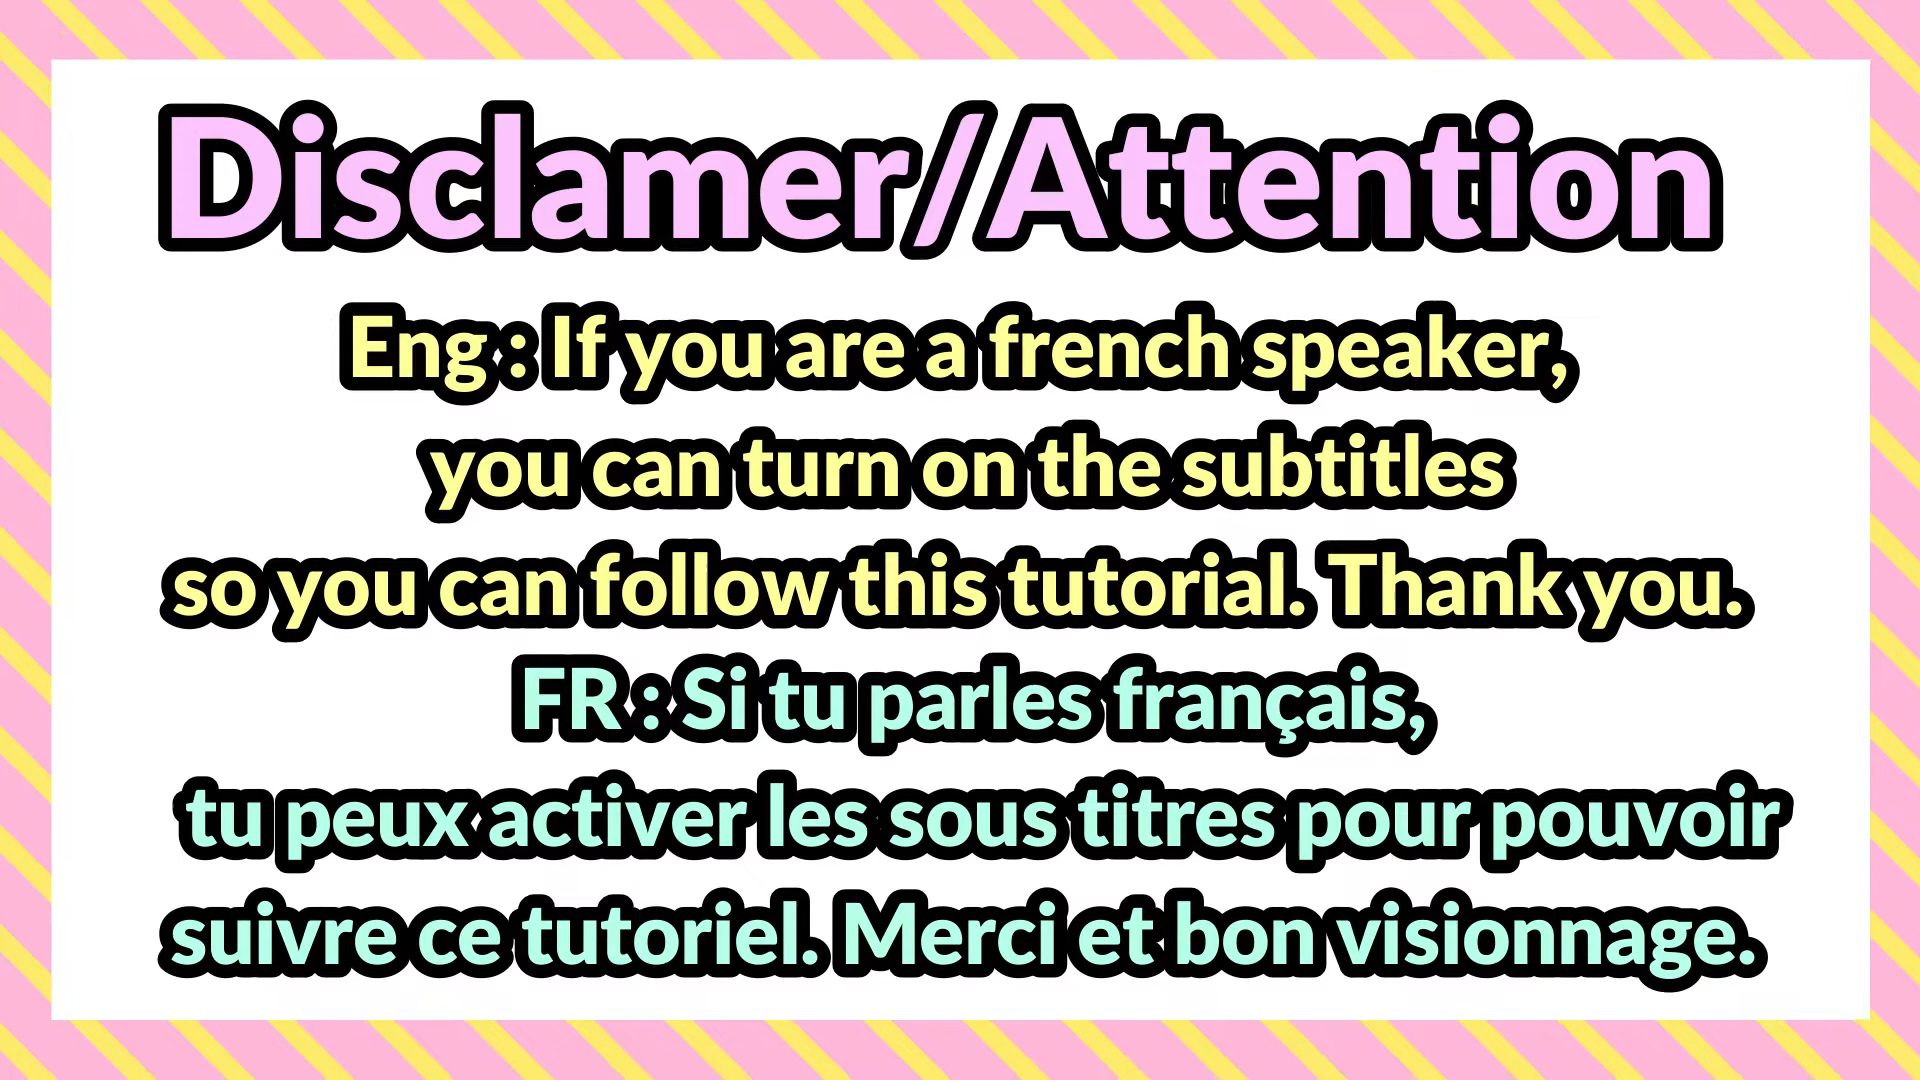 Disclamer/Attention
Eng : If you are a french speaker,
you can turn on the subtitles
so you can follow this tutorial. Thank you.
FR : Si tu parles français,
tu peux activer les sous titres pour pouvoir
suivre ce tutoriel. Merci et bon visionnage.